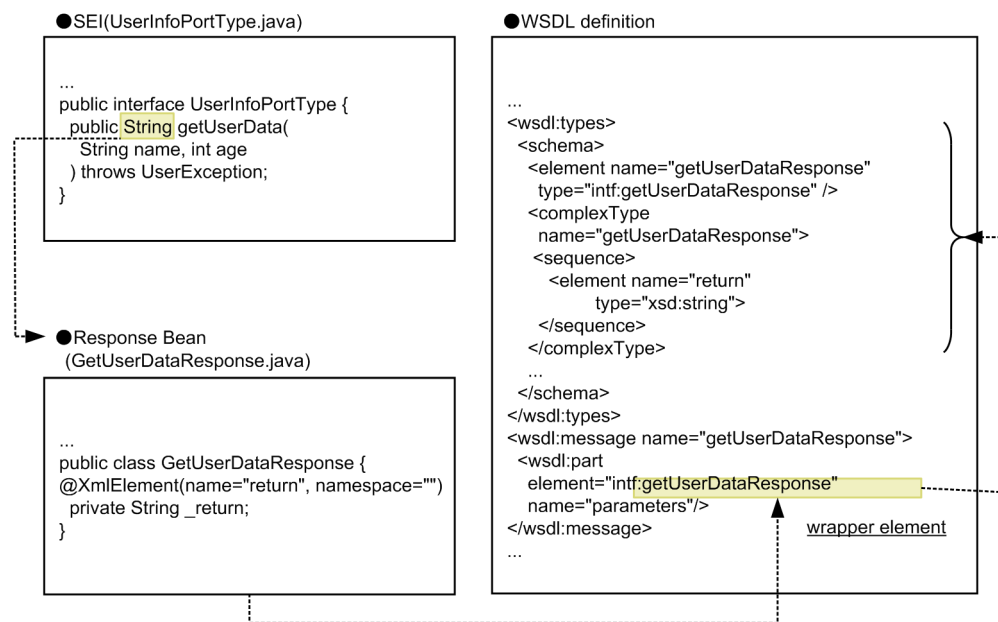 ●SEI(UserInfoPortType.java)
...
public interface UserInfoPortType {
public String getUserData(
String name, int age
) throws UserException;
}
●Response Bean
(GetUserDataResponse.java)
...
public class GetUserDataResponse {
@XmlElement(name="return", namespace="")
private String _return;
}
●WSDL definition
...
<wsdl:types>
<schema>
<element name="getUserDataResponse"
type="intf:getUserDataResponse" />
<complexType
name="getUserDataResponse">
<sequence>
<element name="return"
type="xsd:string">
</sequence>
</complexType>
...
</schema>
</wsdl:types>
<wsdl:message name="getUserDataResponse">
<wsdl:part
element="intf:getUserDataResponse"
name="parameters"/>
</wsdl:message>
wrapper element
...